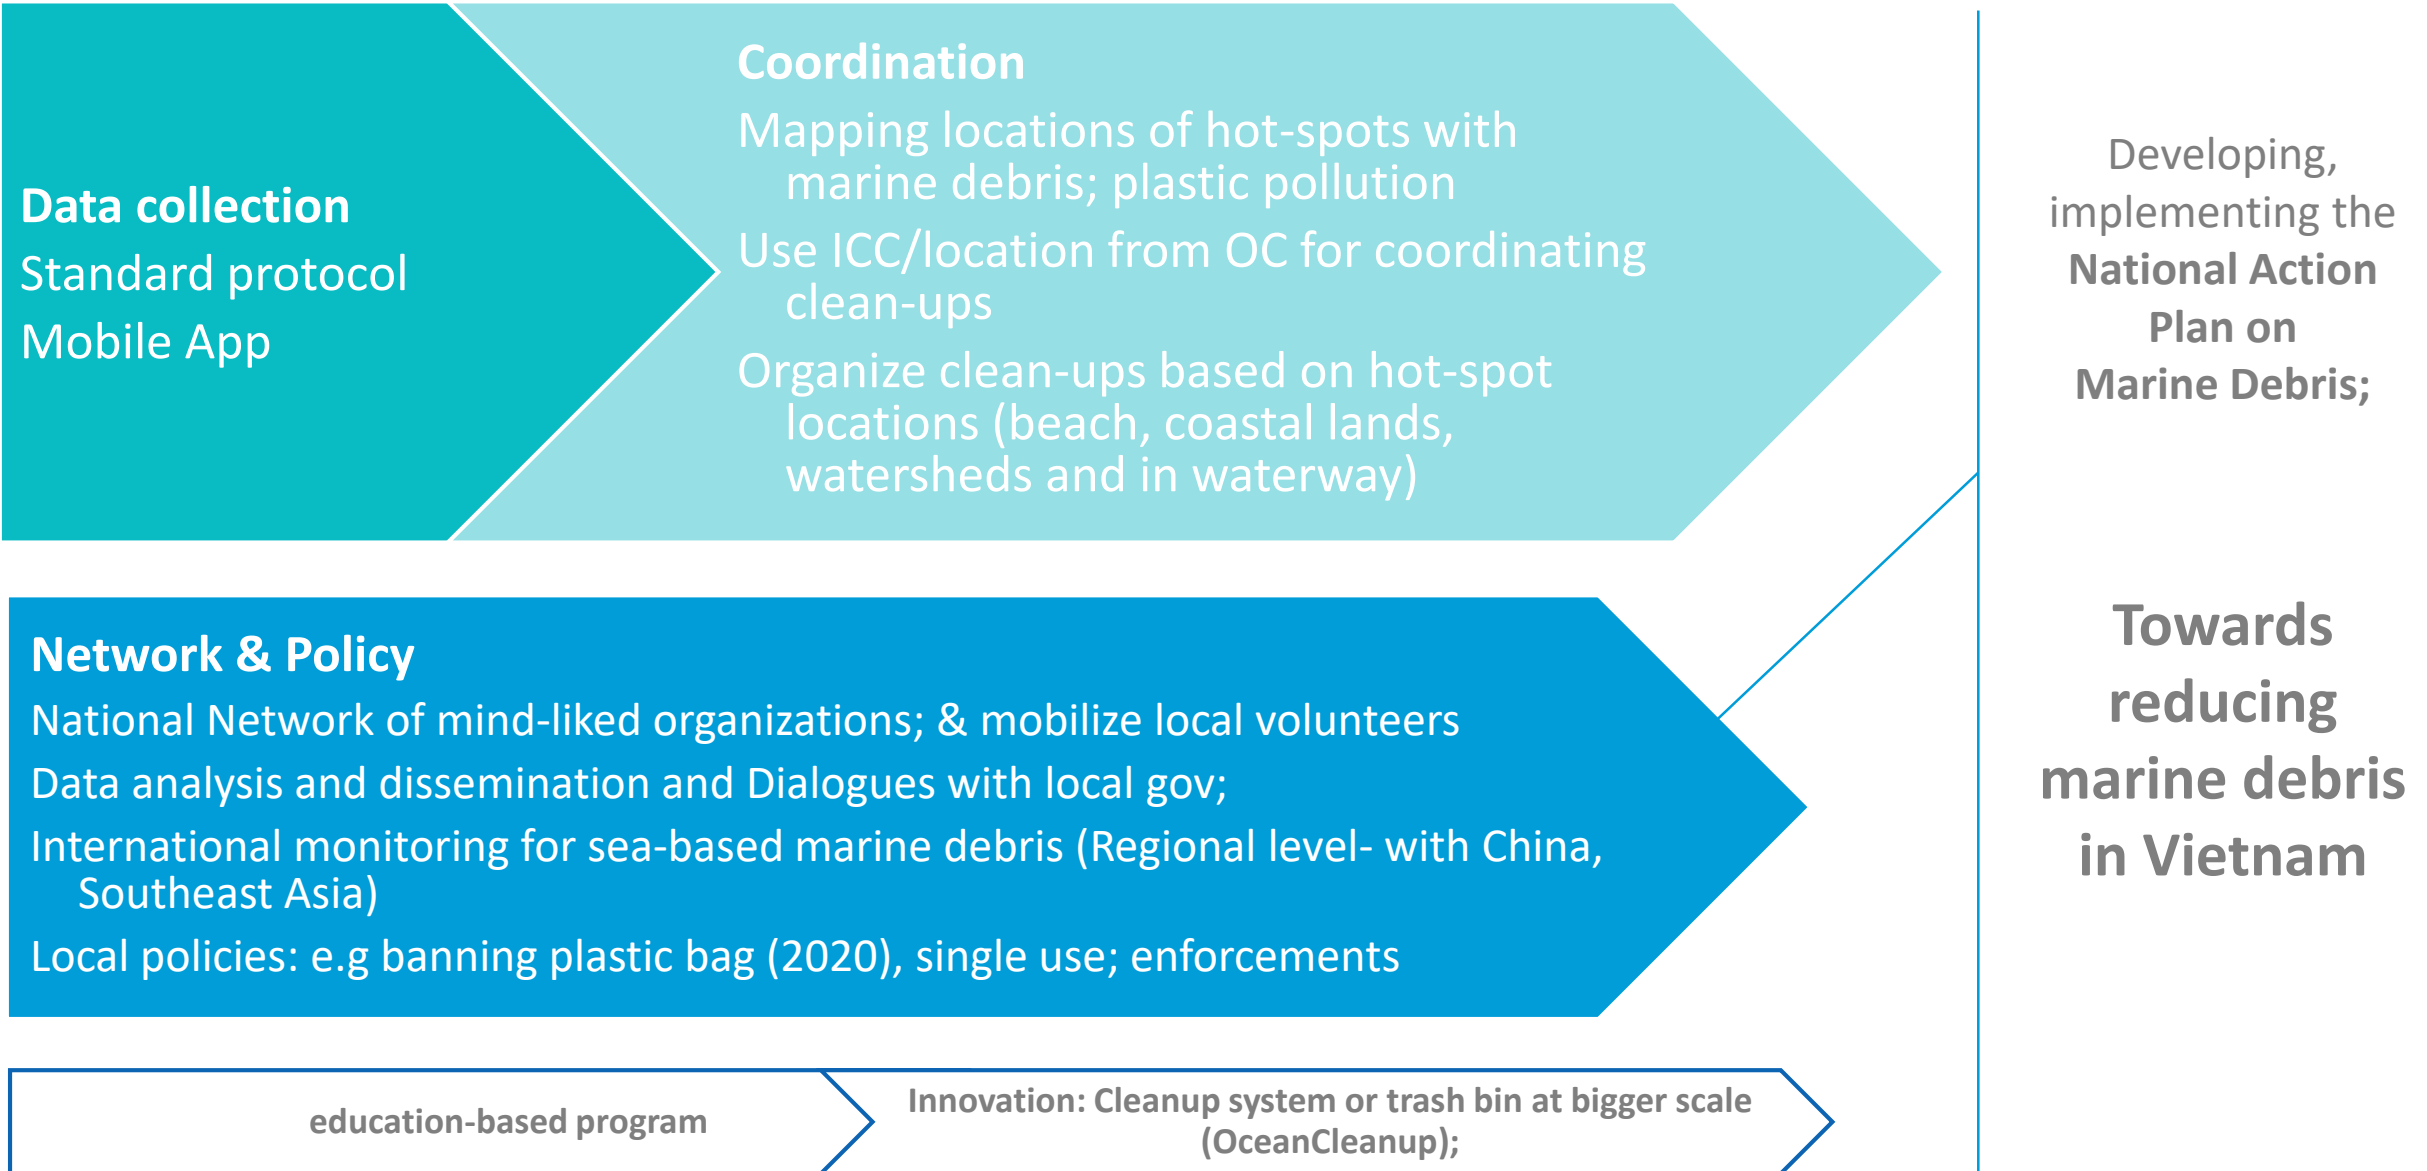 Data collection
Standard protocol
Mobile App
Coordination
Mapping locations of hot-spots with
marine debris; plastic pollution
Use ICC/location from OC for coordinating
clean-ups
Organize clean-ups based on hot-spot
locations (beach, coastal lands,
watersheds and in waterway)
Developing,
implementing the
National Action
Plan on
Marine Debris;
Network & Policy
National Network of mind-liked organizations; & mobilize local volunteers
Data analysis and dissemination and Dialogues with local gov;
International monitoring for sea-based marine debris (Regional level- with China,
Southeast Asia)
Local policies: e.g banning plastic bag (2020), single use; enforcements
Towards
reducing
marine debris
in Vietnam
education-based program
Innovation: Cleanup system or trash bin at bigger scale
(OceanCleanup);